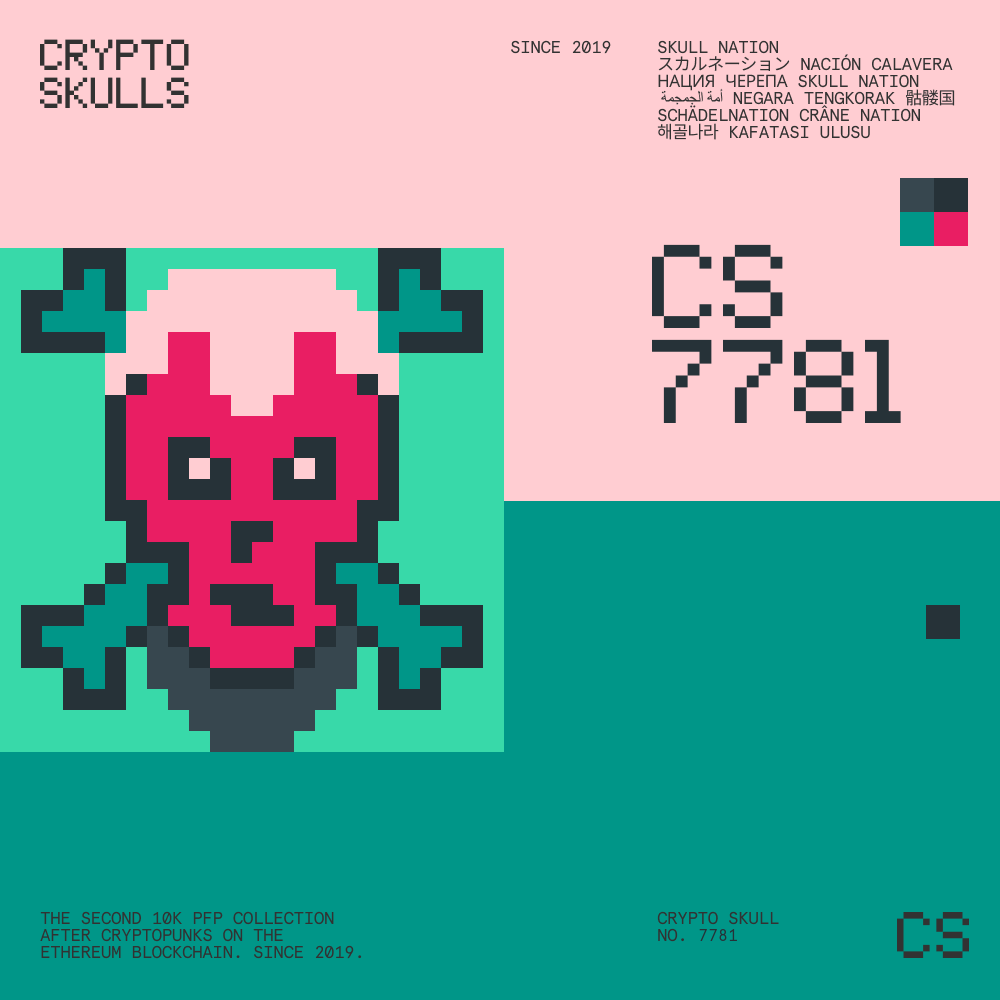 CRYPTO
SKULLS
SINCE 2019
SKULL NATION
スカルネーション NACIÓN CALAVERA
НАЦИЯ ЧЕРЕПА SKULL NATION
أمة الجمجمة NEGARA TENGKORAK 骷髅国
SCHÄDELNATION CRÂNE NATION
해골나라 KAFATASI ULUSU
CS
7781
THE SECOND 10K PFP COLLECTION
AFTER CRYPTOPUNKS ON THE
ETHEREUM BLOCKCHAIN. SINCE 2019.
CRYPTO SKULL
NO. 7781
CS